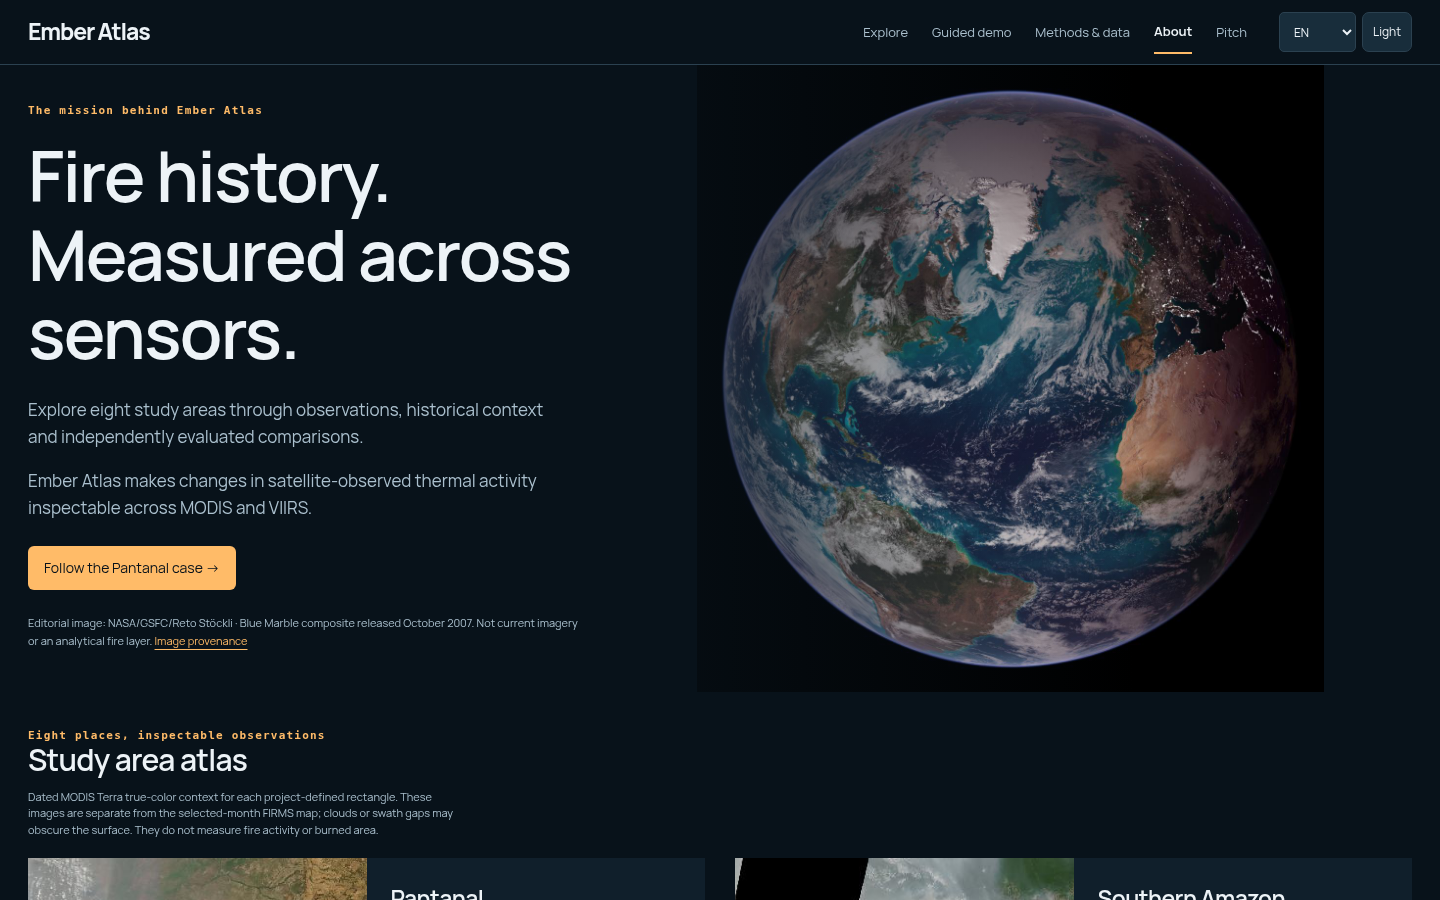 Ember Atlas
Explore
Guided demo
Methods & data
About
Pitch
EN
Light
The mission behind Ember Atlas
Fire history.
Measured across
sensors.
Explore eight study areas through observations, historical context
and independently evaluated comparisons.
Ember Atlas makes changes in satellite-observed thermal activity
inspectable across MODIS and VIIRS.
Follow the Pantanal case →
Editorial image: NASA/GSFC/Reto Stöckli · Blue Marble composite released October 2007. Not current imagery
or an analytical fire layer. Image provenance
Eight places, inspectable observations
Study area atlas
Dated MODIS Terra true-color context for each project-defined rectangle. These
images are separate from the selected-month FIRMS map; clouds or swath gaps may
obscure the surface. They do not measure fire activity or burned area.
Pantanal
Southern Amazon